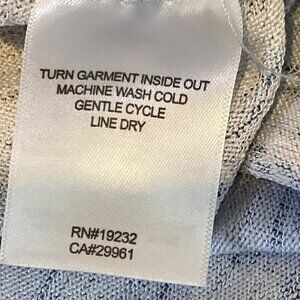 TURN GARMENT INSIDE OUT
MACHINE WASH COLD
GENTLE CYCLE
LINE DRY
RN#19232
CA#29961